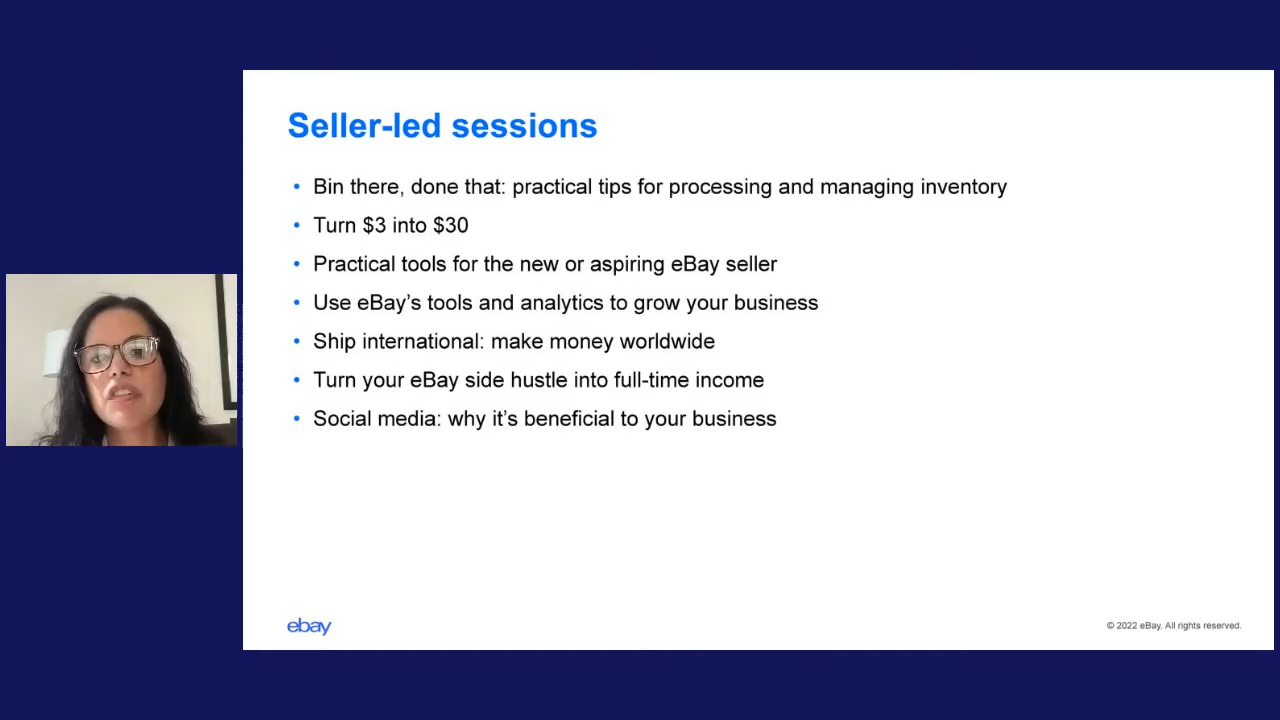 Seller-led sessions
• Bin there, done that: practical tips for processing and managing inventory
• Turn $3 into $30
• Practical tools for the new or aspiring eBay seller
• Use eBay’s tools and analytics to grow your business
• Ship international: make money worldwide
• Turn your eBay side hustle into full-time income
• Social media: why it’s beneficial to your business
ebay
© 2022 eBay. All rights reserved.